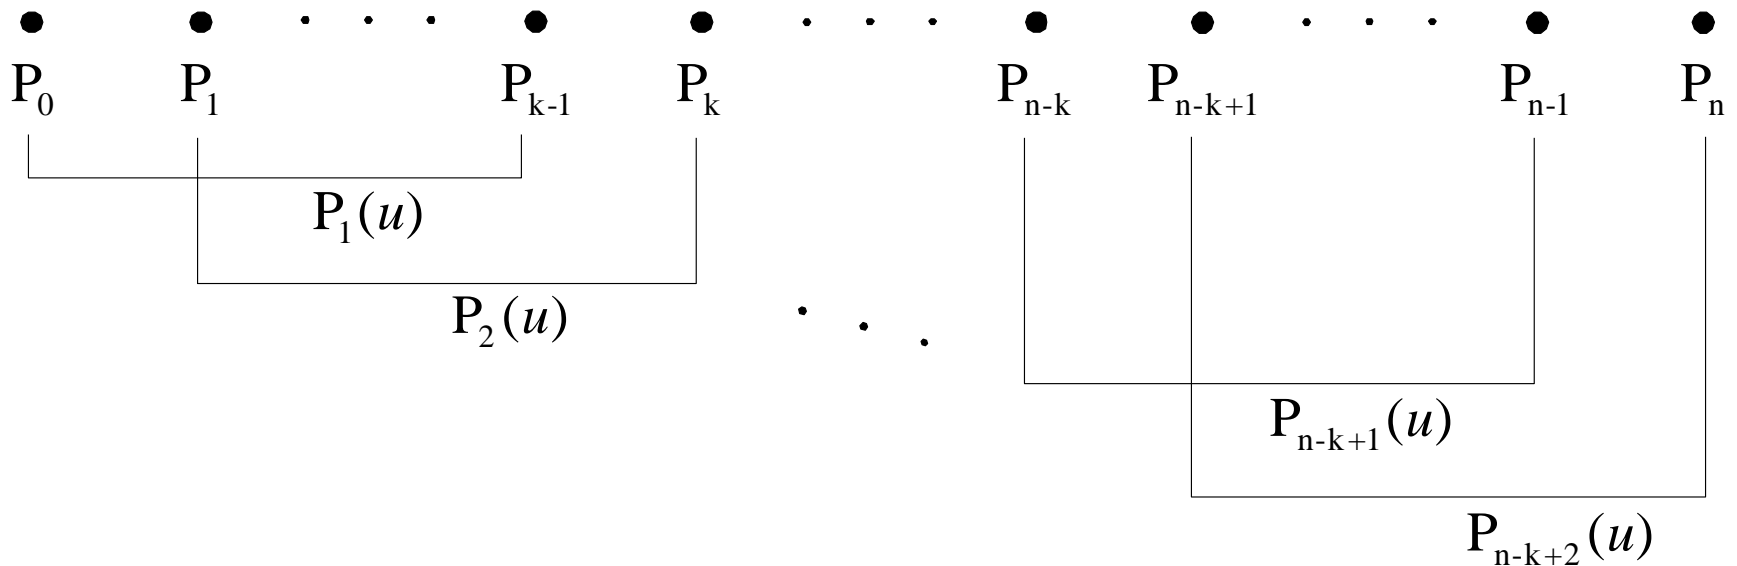 P₀ P₁ Pₖ₋₁ Pₖ Pₙ₋ₖ Pₙ₋ₖ₊₁ Pₙ₋₁ Pₙ
P₁(u)
P₂(u)
Pₙ₋ₖ₊₁(u)
Pₙ₋ₖ₊₂(u)